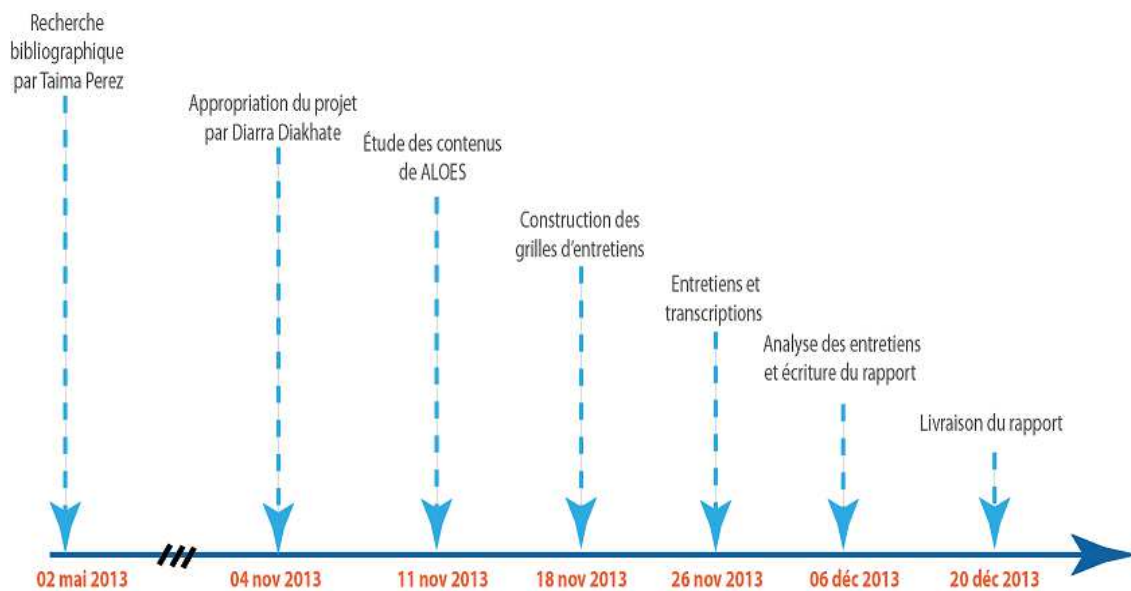 Recherche
bibliographique
par Taima Perez
Appropriation du projet
par Diarra Diakhate
Étude des contenus
de ALOES
Construction des
grilles d'entretiens
Entretiens et
transcriptions
Analyse des entretiens
et écriture du rapport
Livraison du rapport
02 mai 2013
04 nov 2013
11 nov 2013
18 nov 2013
26 nov 2013
06 déc 2013
20 déc 2013